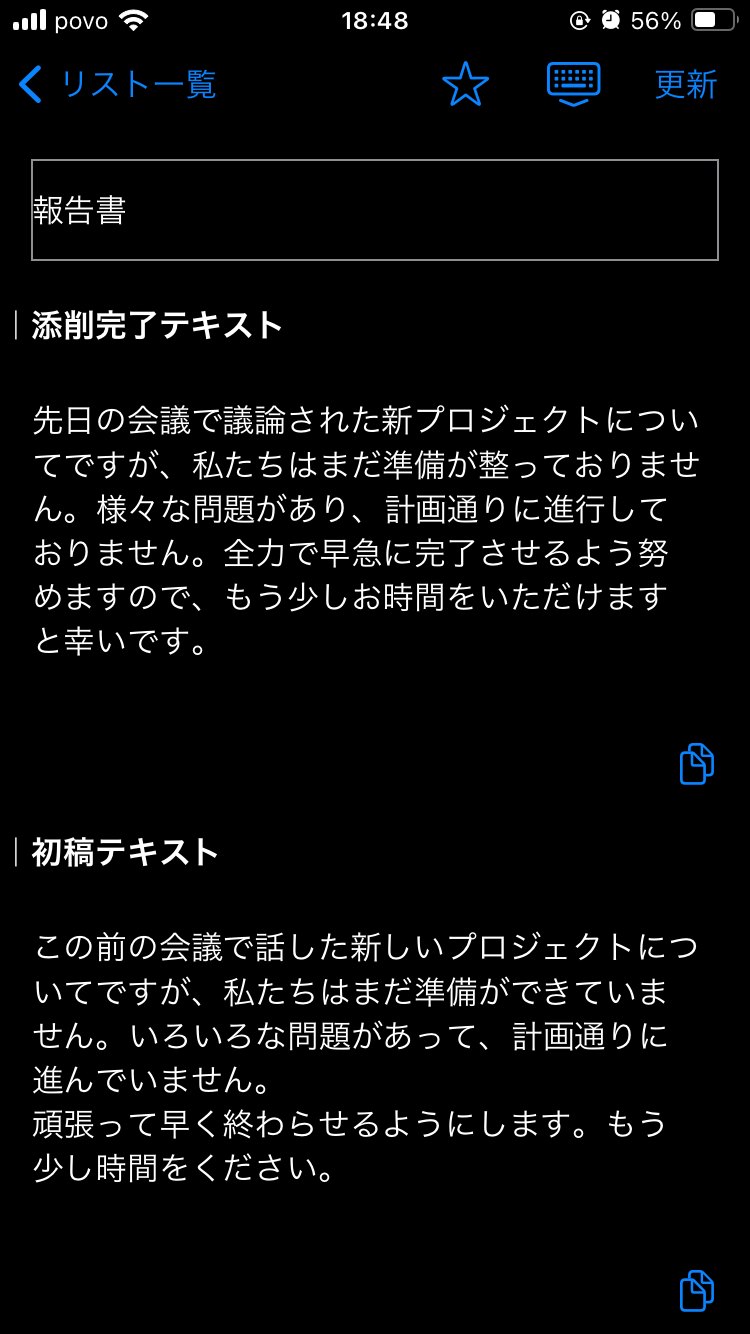 povo 18:48 56%
リスト一覧 更新
報告書
添削完了テキスト
先日の会議で議論された新プロジェクトについ
てですが、私たちはまだ準備が整っておりませ
ん。様々な問題があり、計画通りに進行して
おりません。全力で早急に完了させるよう努
めますので、もう少しお時間をいただけます
と幸いです。
初稿テキスト
この前の会議で話した新しいプロジェクトにつ
いてですが、私たちはまだ準備ができていま
せん。いろいろな問題があって、計画通りに
進んでいません。
頑張って早く終わらせるようにします。もう
少し時間をください。